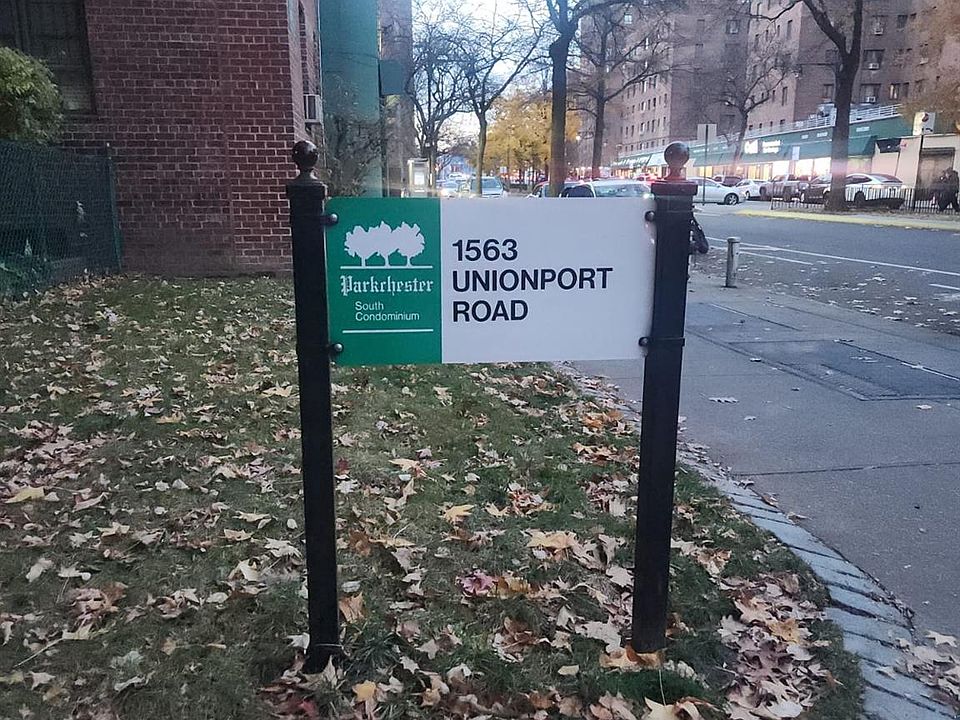 Parkchester
South
Condominium
1563
UNIONPORT
ROAD